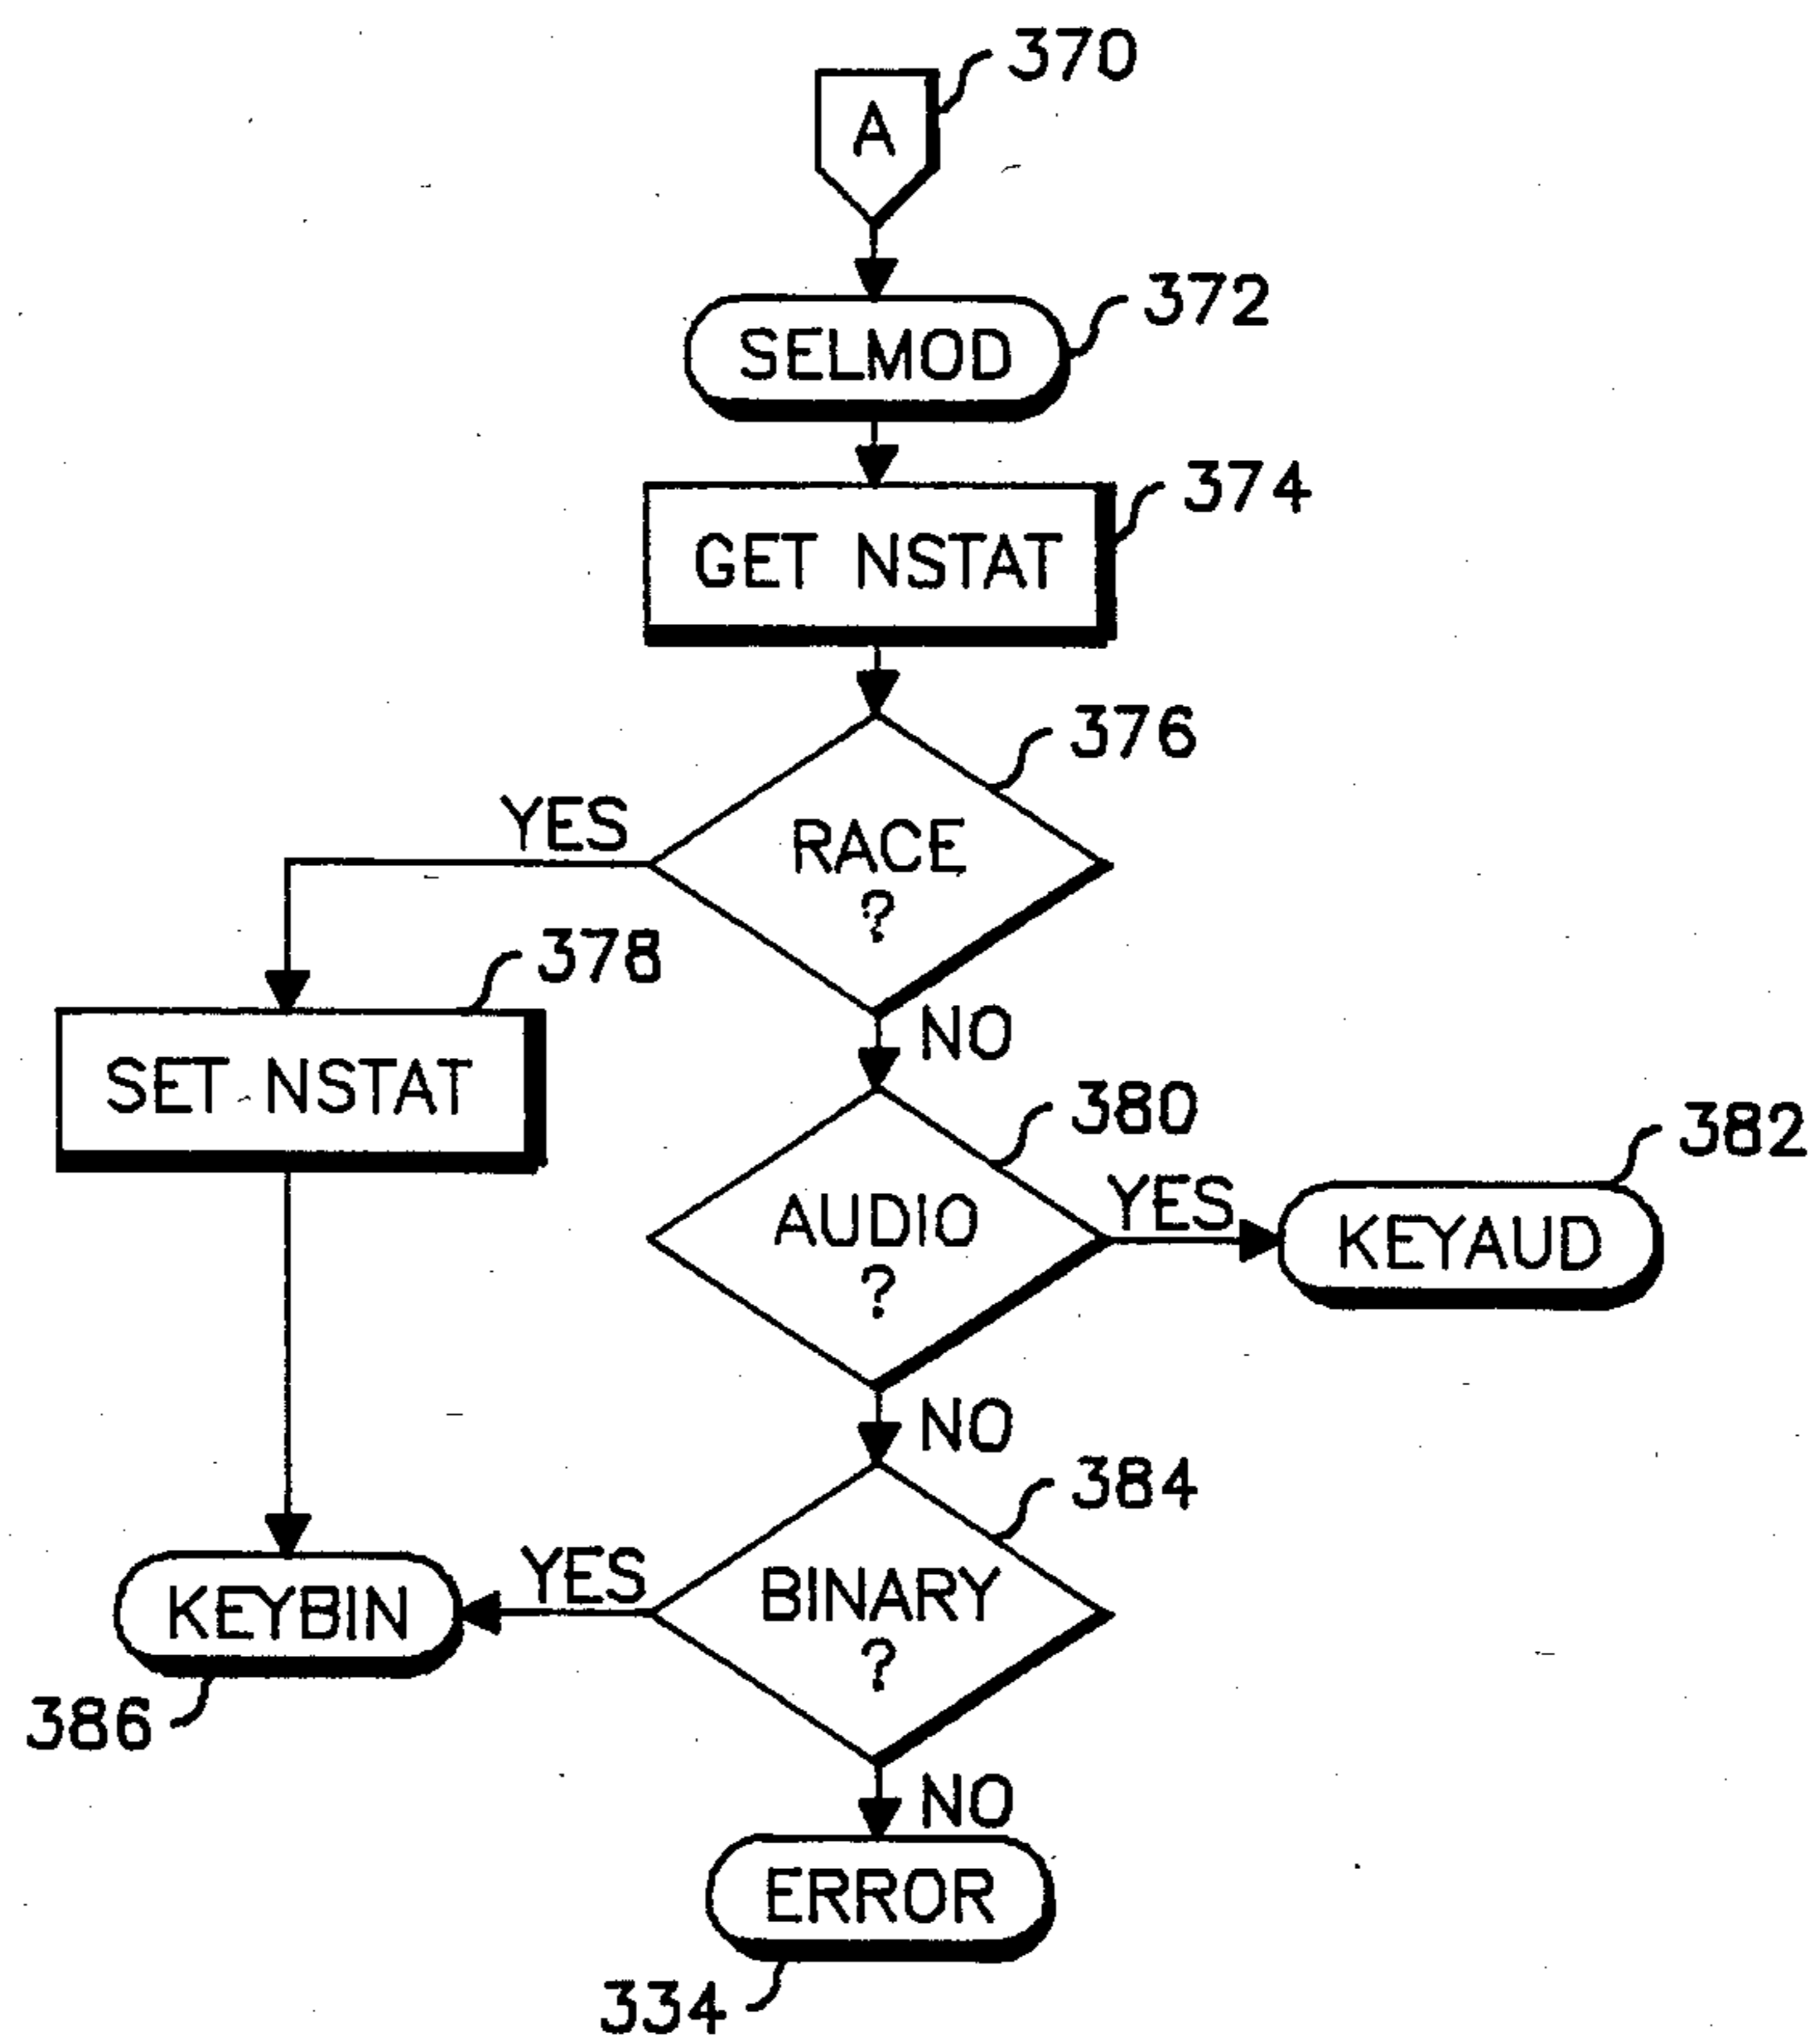 370
A
372
SELMOD
374
GET NSTAT
376
YES
RACE
?
378
NO
SET NSTAT
380
382
AUDIO
?
YES
KEYAUD
NO
384
YES
BINARY
?
KEYBIN
386
NO
ERROR
334